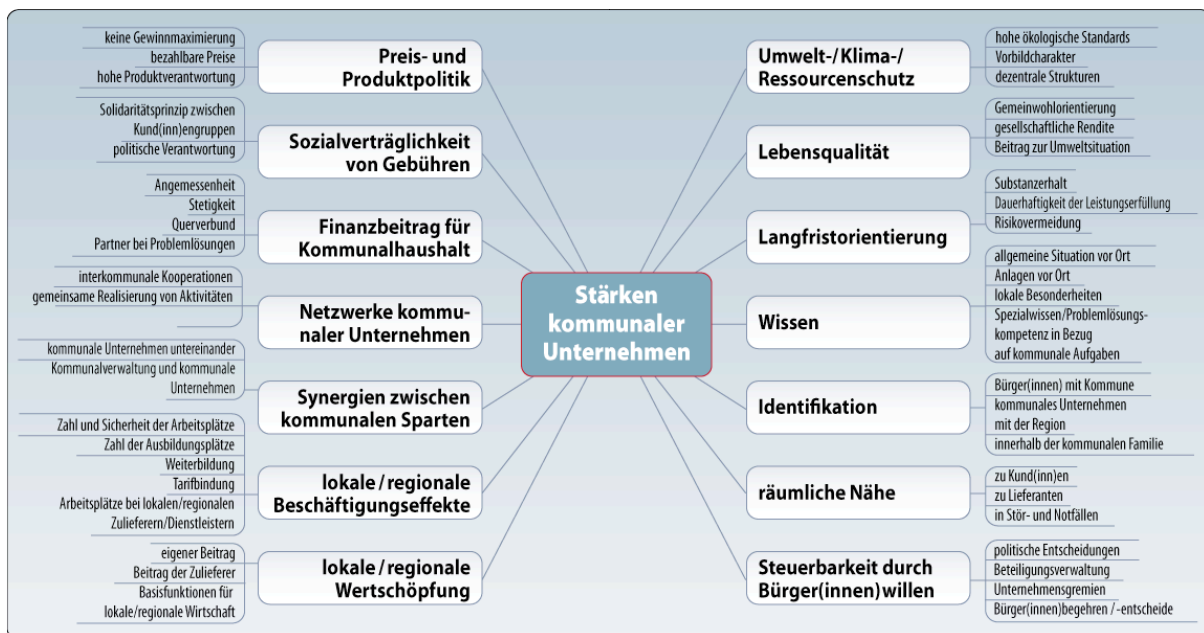 keine Gewinnmaximierung
bezahlbare Preise
hohe Produktverantwortung
Preis- und
Produktpolitik
Solidaritätsprinzip zwischen
Kund(inn)engruppen
politische Verantwortung
Sozialverträglichkeit
von Gebühren
Angemessenheit
Stetigkeit
Querverbund
Partner bei Problemlösungen
Finanzbeitrag für
Kommunalhaushalt
interkommunale Kooperationen
gemeinsame Realisierung von Aktivitäten
Netzwerke kommu-
naler Unternehmen
kommunale Unternehmen untereinander
Kommunalverwaltung und kommunale
Unternehmen
Synergien zwischen
kommunalen Sparten
Zahl und Sicherheit der Arbeitsplätze
Zahl der Ausbildungsplätze
Weiterbildung
Tarifbindung
Arbeitsplätze bei lokalen/regionalen
Zulieferern/Dienstleistern
lokale / regionale
Beschäftigungseffekte
eigener Beitrag
Beitrag der Zulieferer
Basisfunktionen für
lokale/regionale Wirtschaft
lokale / regionale
Wertschöpfung
Stärken
kommunaler
Unternehmen
Umwelt-/Klima-/
Ressourcenschutz
hohe ökologische Standards
Vorbildcharakter
dezentrale Strukturen
Lebensqualität
Gemeinwohlorientierung
gesellschaftliche Rendite
Beitrag zur Umweltsituation
Langfristorientierung
Substanzerhalt
Dauerhaftigkeit der Leistungserfüllung
Risikovermeidung
Wissen
allgemeine Situation vor Ort
Anlagen vor Ort
lokale Besonderheiten
Spezialwissen/Problemlösungs-
kompetenz in Bezug
auf kommunale Aufgaben
Identifikation
Bürger(innen) mit Kommune
kommunales Unternehmen
mit der Region
innerhalb der kommunalen Familie
räumliche Nähe
zu Kund(inn)en
zu Lieferanten
in Stör- und Notfällen
Steuerbarkeit durch
Bürger(innen)willen
politische Entscheidungen
Beteiligungsverwaltung
Unternehmensgremien
Bürger(innen)begehren / -entscheide